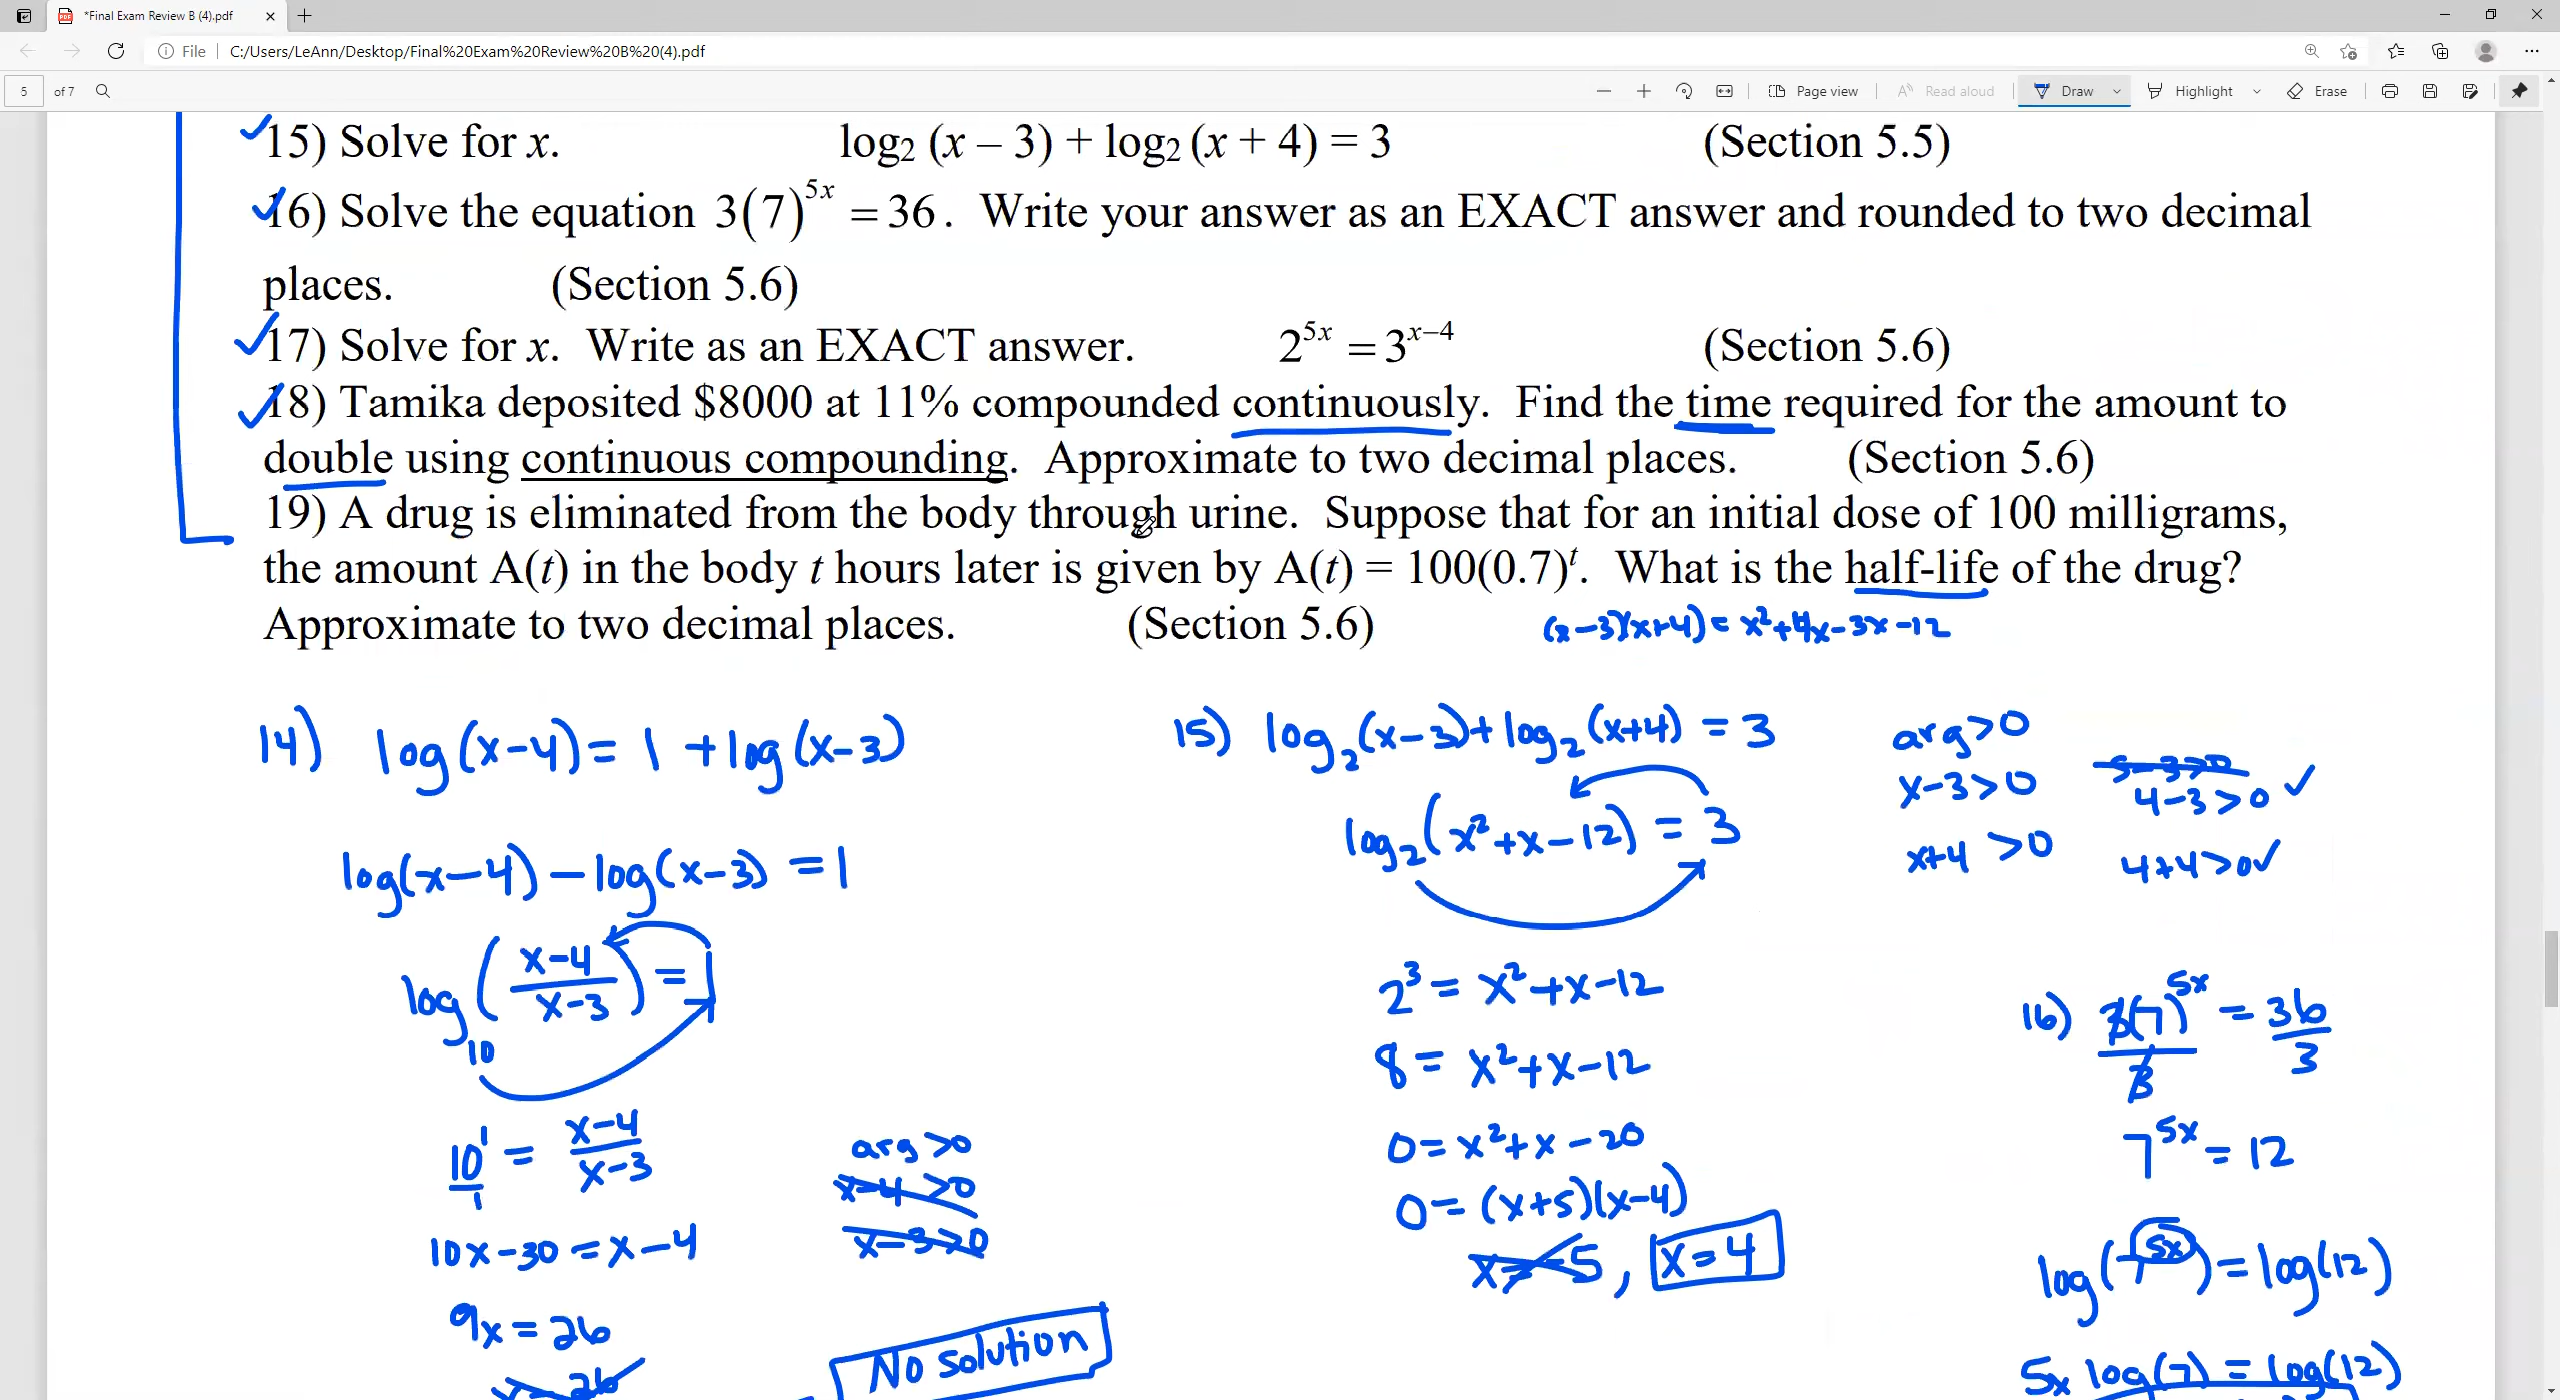 *Final Exam Review B (4).pdf
File C:/Users/LeAnn/Desktop/Final%20Exam%20Review%20B%20(4).pdf
5 of 7 Page view Read aloud Draw Highlight Erase
15) Solve for x. log₂ (x – 3) + log₂ (x + 4) = 3 (Section 5.5)
16) Solve the equation 3(7)^5x = 36. Write your answer as an EXACT answer and rounded to two decimal
places. (Section 5.6)
17) Solve for x. Write as an EXACT answer. 2^5x = 3^x–4 (Section 5.6)
18) Tamika deposited $8000 at 11% compounded continuously. Find the time required for the amount to
double using continuous compounding. Approximate to two decimal places. (Section 5.6)
19) A drug is eliminated from the body through urine. Suppose that for an initial dose of 100 milligrams,
the amount A(t) in the body t hours later is given by A(t) = 100(0.7)^t. What is the half-life of the drug?
Approximate to two decimal places. (Section 5.6)
(x-3)(x+4) = x²+4x-3x-12
14) log(x-4) = 1 + log(x-3)
log(x-4) - log(x-3) = 1
log₁₀((x-4)/(x-3)) = 1
10¹/1 = (x-4)/(x-3)
10x-30 = x-4
9x = 26
arg>0
x-4>0
x-3>0
No solution
15) log₂(x-3)+log₂(x+4) = 3
log₂(x²+x-12) = 3
2³ = x²+x-12
8 = x²+x-12
0 = x²+x-20
0 = (x+5)(x-4)
x=-5, x=4
arg>0
x-3>0
x+4>0
5-3>0
4-3>0 ✓
4+4>0 ✓
16) 3(7)^5x/3 = 36/3
7^5x = 12
log(7^5x) = log(12)
5x log(7) = log(12)